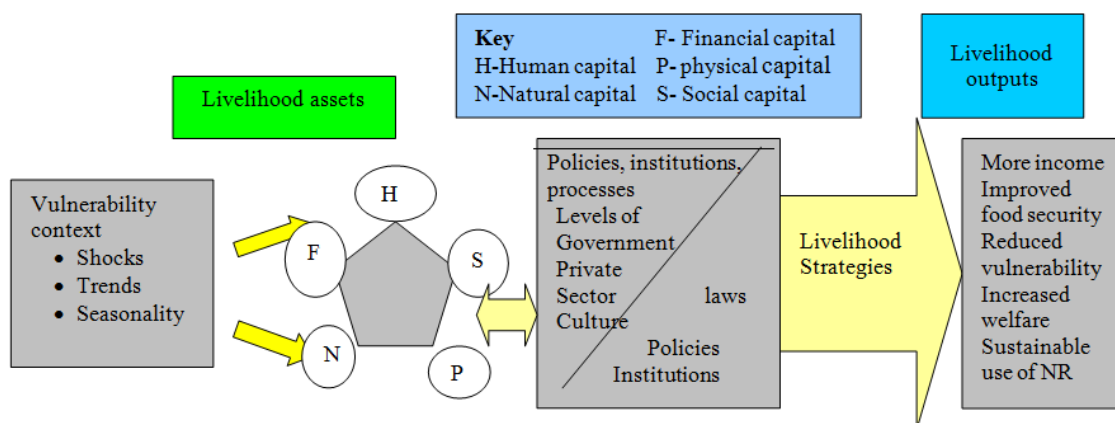 Key F- Financial capital
H-Human capital P- physical capital
N-Natural capital S- Social capital
Livelihood
outputs
Livelihood assets
Vulnerability
context
• Shocks
• Trends
• Seasonality
H
F
S
N
P
Policies, institutions,
processes
Levels of
Government
Private
Sector
Culture
laws
Policies
Institutions
Livelihood
Strategies
More income
Improved
food security
Reduced
vulnerability
Increased
welfare
Sustainable
use of NR